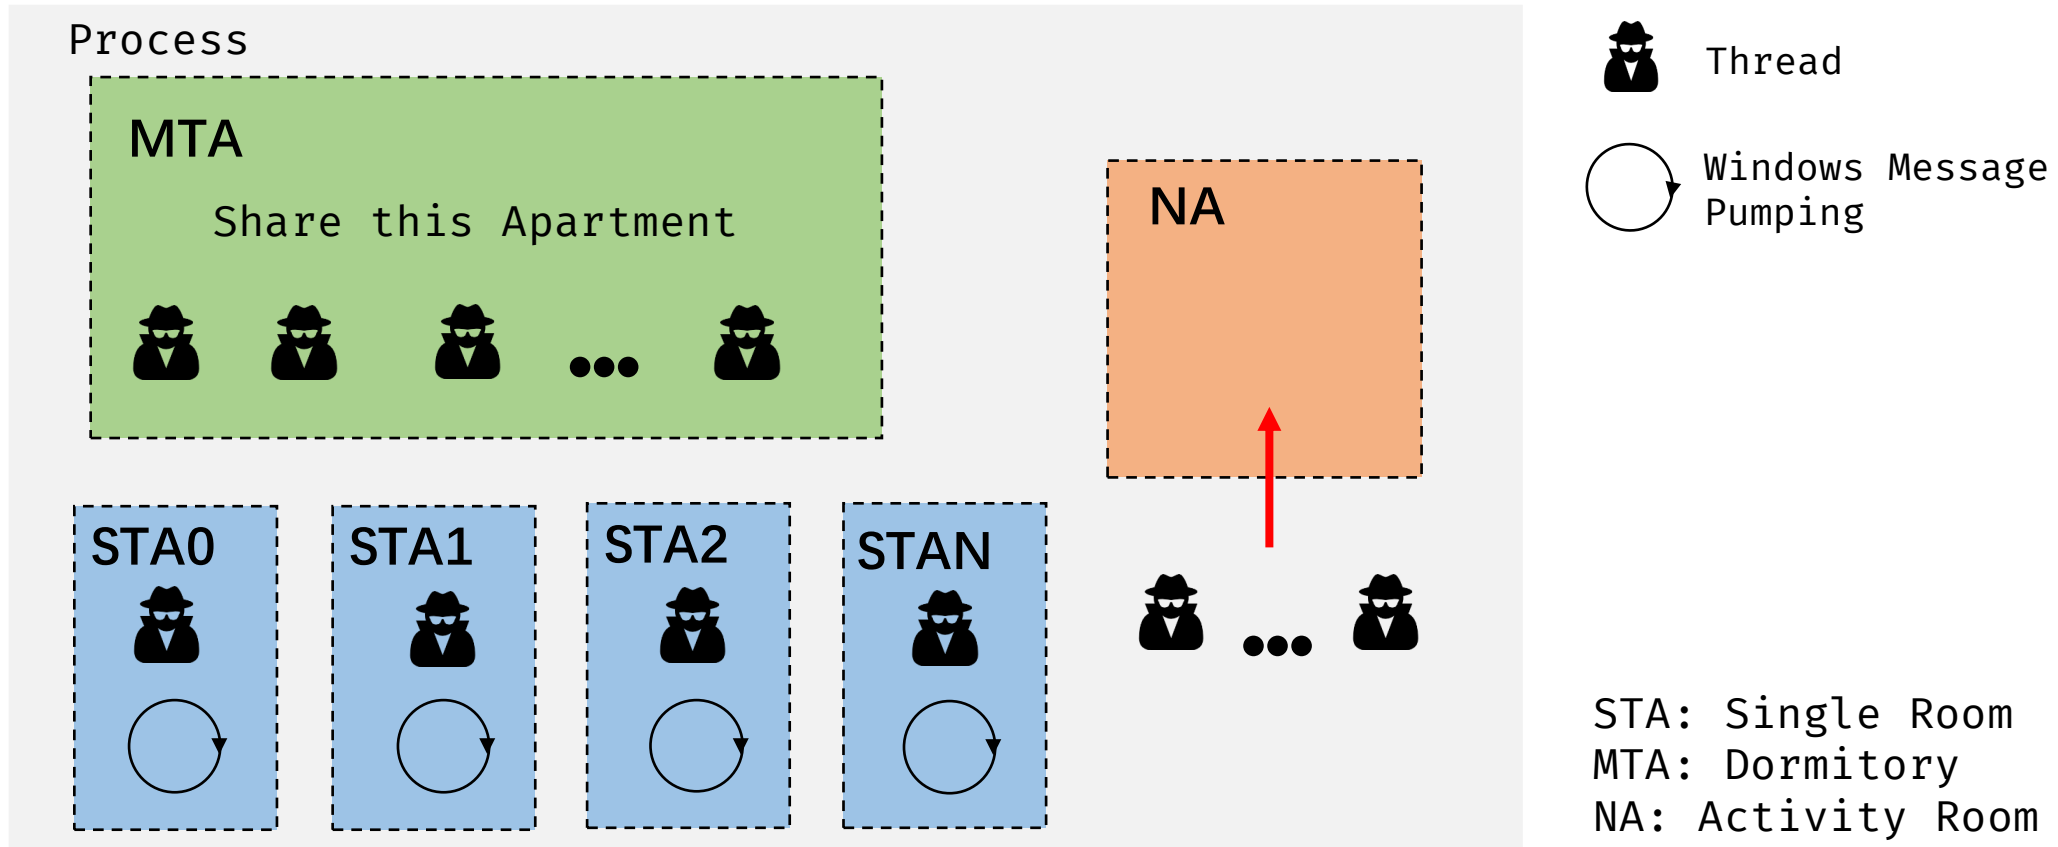 Process
MTA
Share this Apartment
NA
STA0
STA1
STA2
STAN
Thread
Windows Message
Pumping
STA: Single Room
MTA: Dormitory
NA: Activity Room